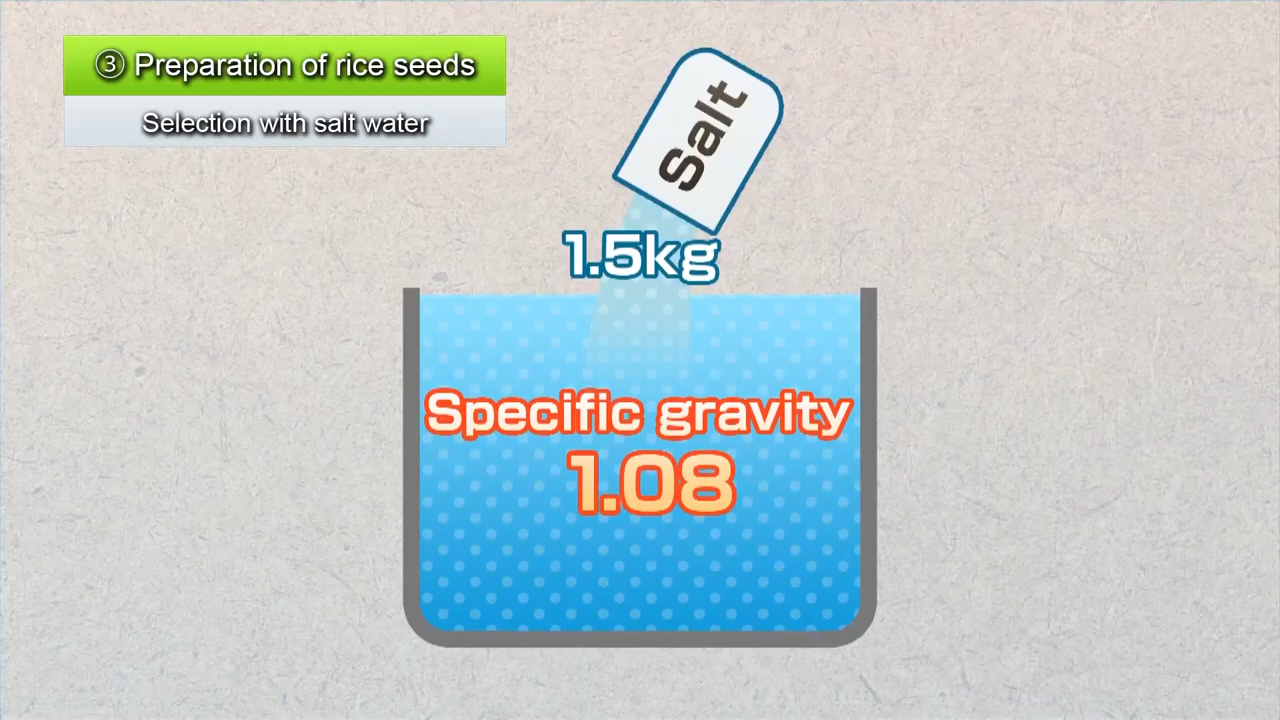 ③ Preparation of rice seeds
Selection with salt water
Salt
1.5kg
Specific gravity
1.08